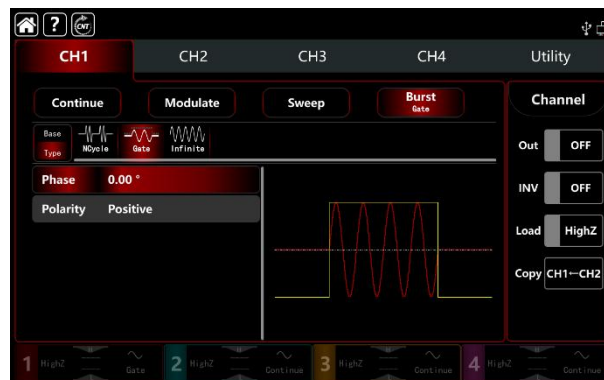 ? CNT
CH1 CH2 CH3 CH4 Utility
Continue Modulate Sweep Burst Gate Channel
Base Type NCycle Gate Infinite
Out OFF
Phase 0.00 °
INV OFF
Polarity Positive
Load HighZ
Copy CH1←CH2
1 HighZ Gate 2 HighZ Continue 3 HighZ Continue 4 HighZ Continue